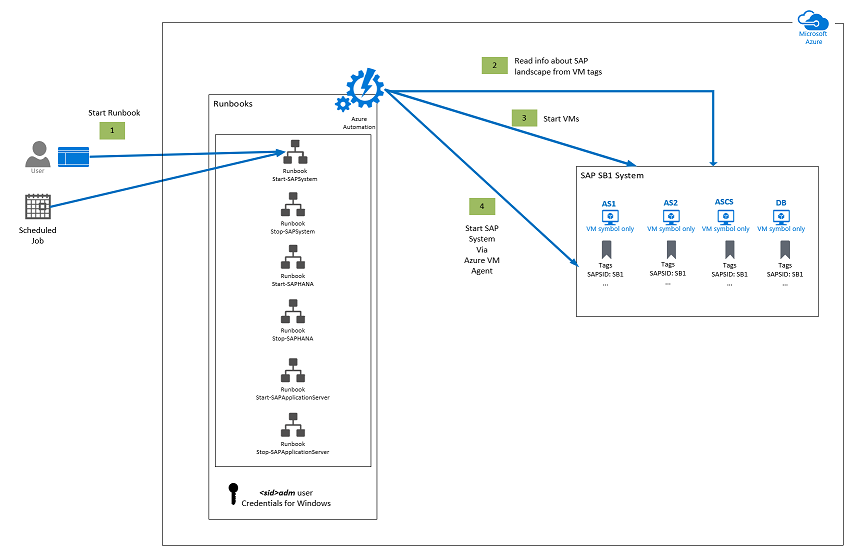 Microsoft
Azure
2
Read info about SAP
landscape from VM tags
Runbooks
Azure
Automation
Start Runbook
1
3
Start VMs
User
Runbook
Start-SAPSystem
SAP SB1 System
Scheduled
Job
Runbook
Stop-SAPSystem
4
Start SAP
System
Via
Azure VM
Agent
AS1
AS2
ASCS
DB
VM symbol only
VM symbol only
VM symbol only
VM symbol only
Tags
SAPSID: SB1
...
Tags
SAPSID: SB1
...
Tags
SAPSID: SB1
...
Tags
SAPSID: SB1
...
Runbook
Start-SAPHANA
Runbook
Stop-SAPHANA
Runbook
Start-SAPApplicationServer
Runbook
Stop-SAPApplicationServer
<sid>adm user
Credentials for Windows